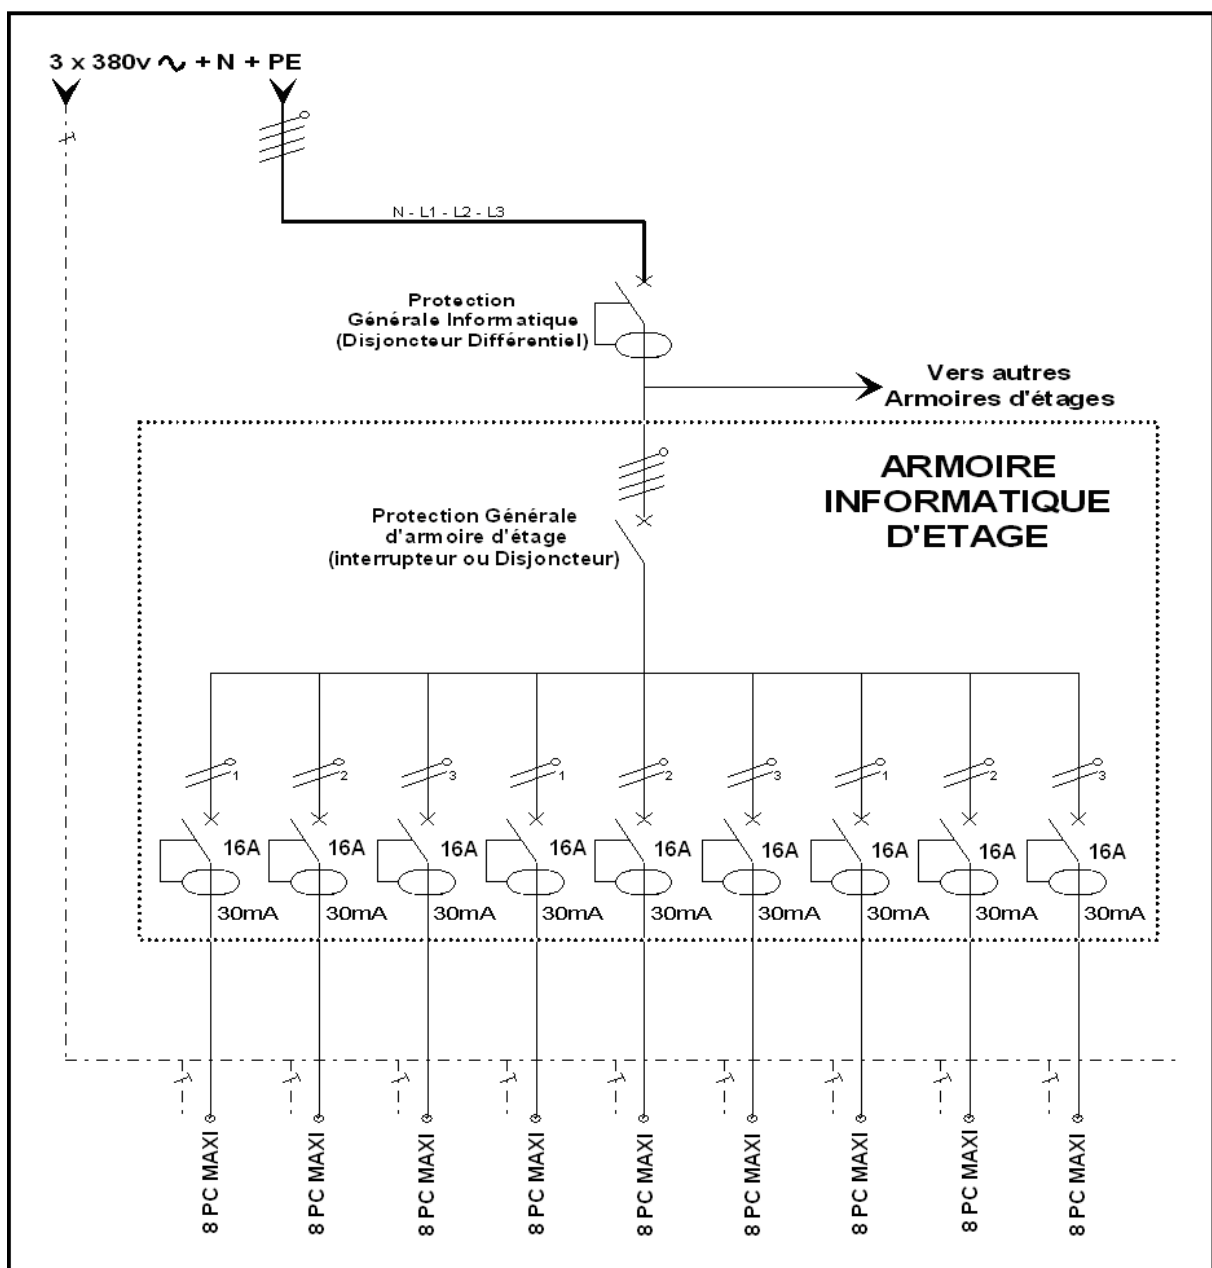 3 x 380v + N + PE
N - L1 - L2 - L3
Protection
Générale Informatique
(Disjoncteur Différentiel)
Vers autres
Armoires d'étages
ARMOIRE
INFORMATIQUE
D'ETAGE
Protection Générale
d'armoire d'étage
(interrupteur ou Disjoncteur)
1 2 3 1 2 3 1 2 3
16A 16A 16A 16A 16A 16A 16A 16A 16A
30mA 30mA 30mA 30mA 30mA 30mA 30mA 30mA 30mA
8 PC MAXI
8 PC MAXI
8 PC MAXI
8 PC MAXI
8 PC MAXI
8 PC MAXI
8 PC MAXI
8 PC MAXI
8 PC MAXI